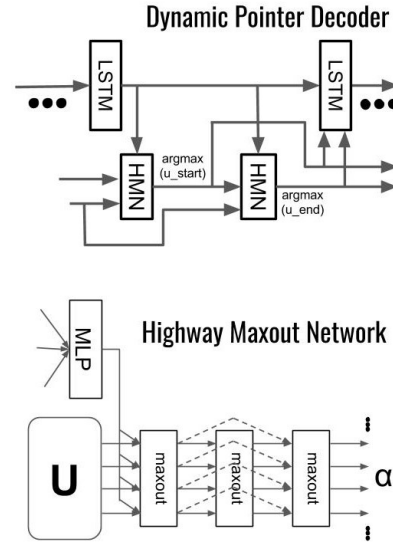 Dynamic Pointer Decoder
LSTM
LSTM
HMN
argmax
(u_start)
HMN
argmax
(u_end)
Highway Maxout Network
MLP
U
maxout
maxout
maxout
α